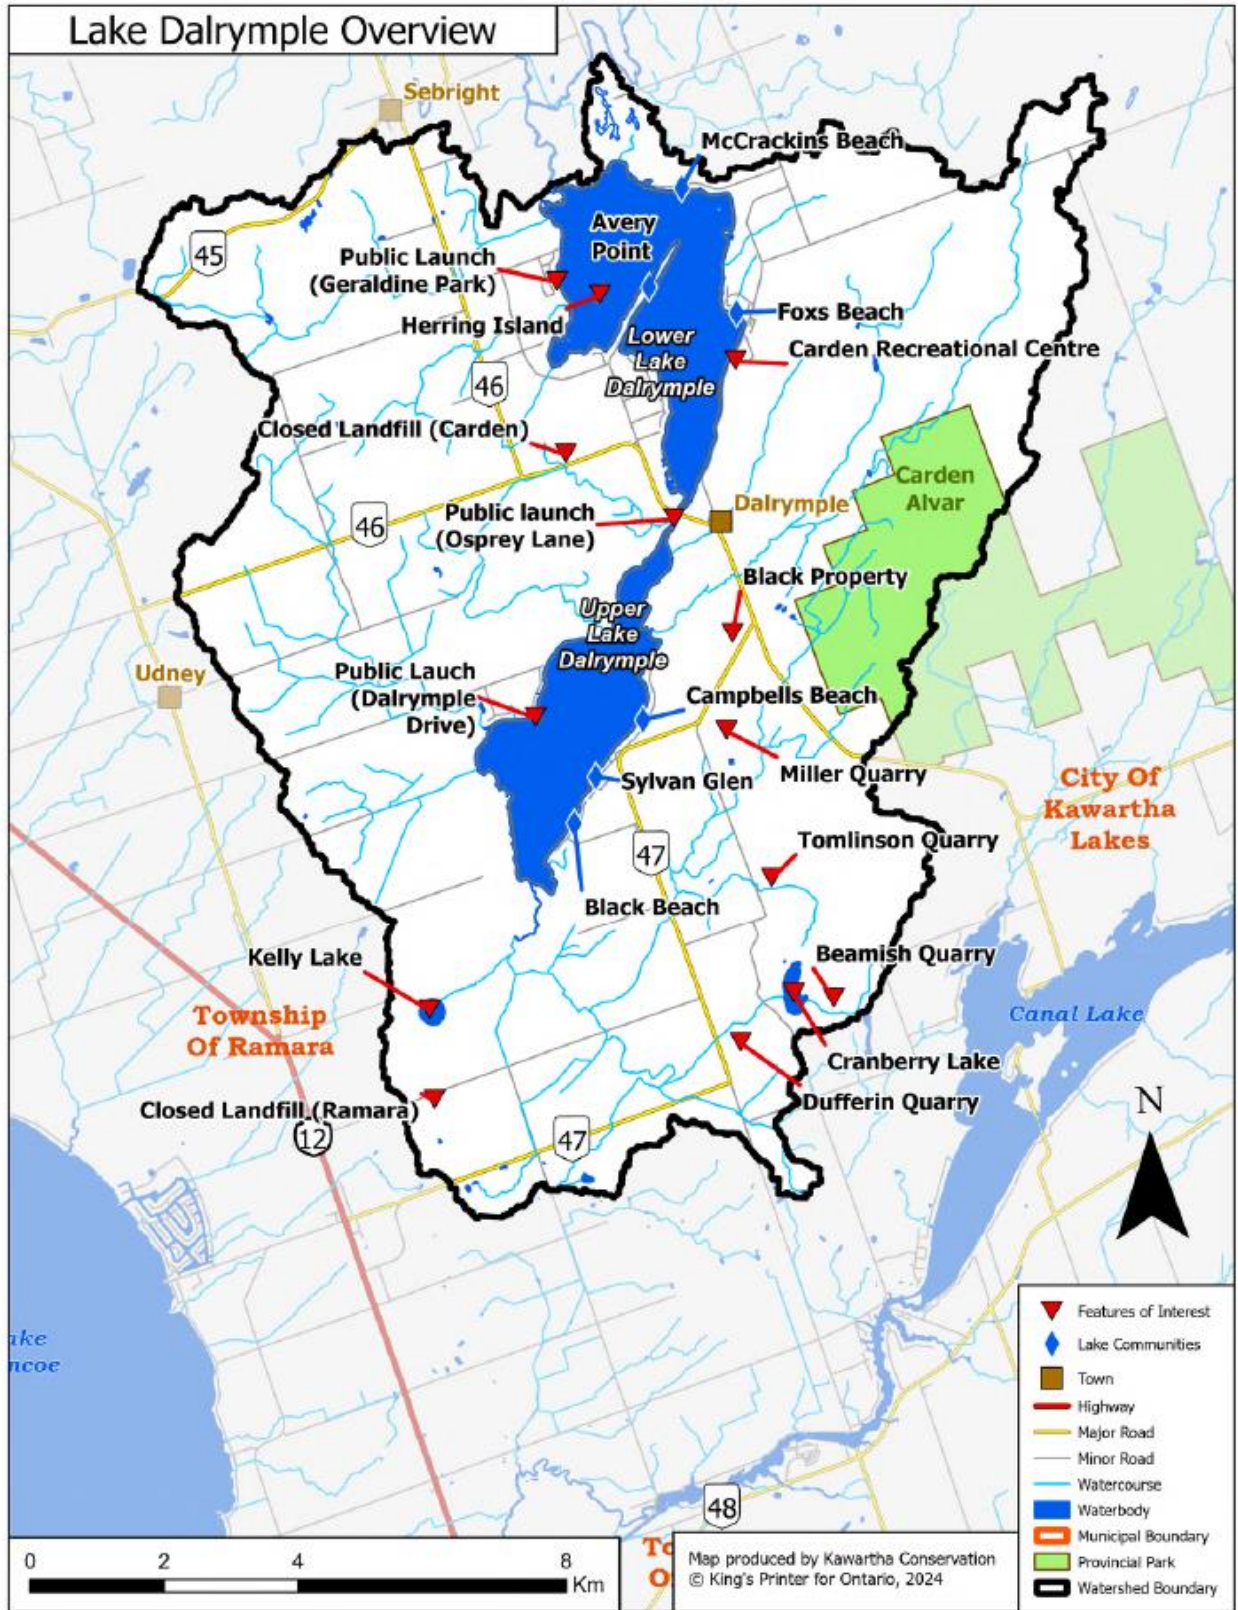 Lake Dalrymple Overview
Sebright
McCrackins Beach
Avery
Point
45
Public Launch
(Geraldine Park)
Herring Island
Foxs Beach
Lower
Lake
Dalrymple
Carden Recreational Centre
46
Closed Landfill (Carden)
Carden
Alvar
46
Public launch
(Osprey Lane)
Dalrymple
Black Property
Upper
Lake
Dalrymple
Udney
Public Lauch
(Dalrymple
Drive)
Campbells Beach
Sylvan Glen
Miller Quarry
City Of
Kawartha
Lakes
47
Tomlinson Quarry
Black Beach
Kelly Lake
Beamish Quarry
Township
Of Ramara
Canal Lake
Cranberry Lake
Closed Landfill (Ramara)
Dufferin Quarry
12
47
N
ake
ncoe
48
Features of Interest
Lake Communities
Town
Highway
Major Road
Minor Road
Watercourse
Waterbody
Municipal Boundary
Provincial Park
Watershed Boundary
0 2 4 8
Km
To
O
Map produced by Kawartha Conservation
© King's Printer for Ontario, 2024